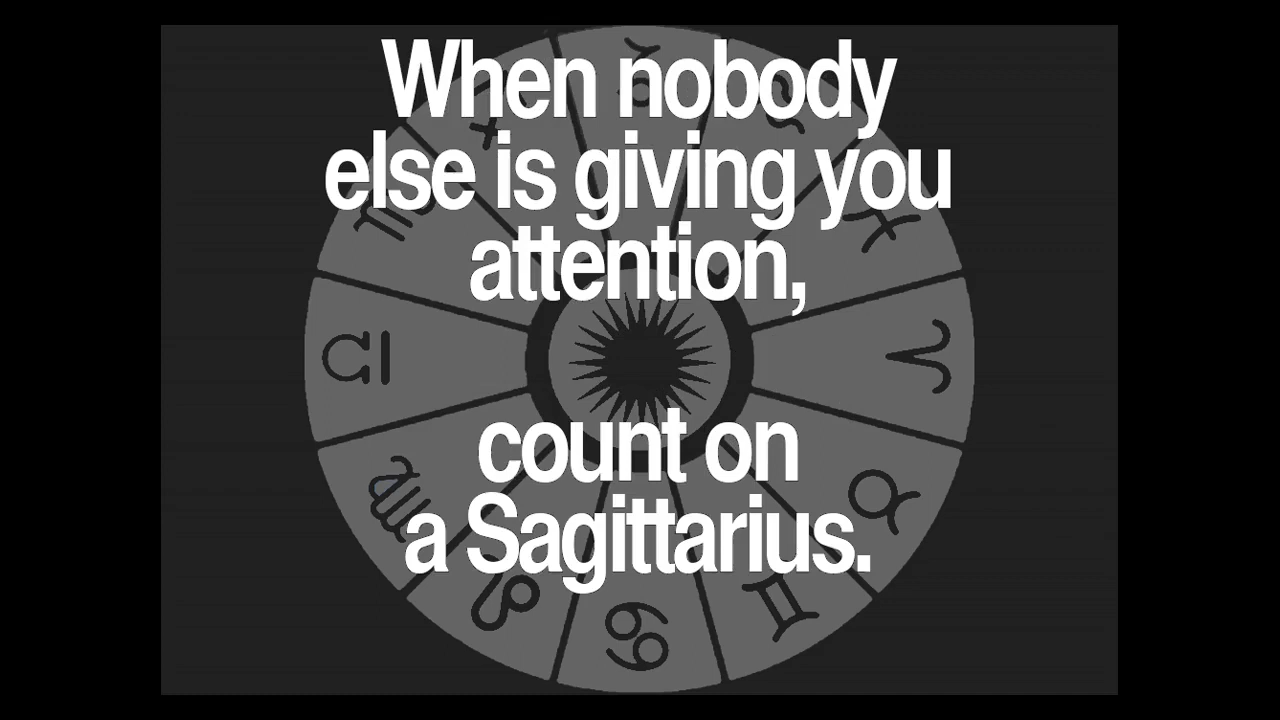 When nobody
else is giving you
attention,
count on
a Sagittarius.